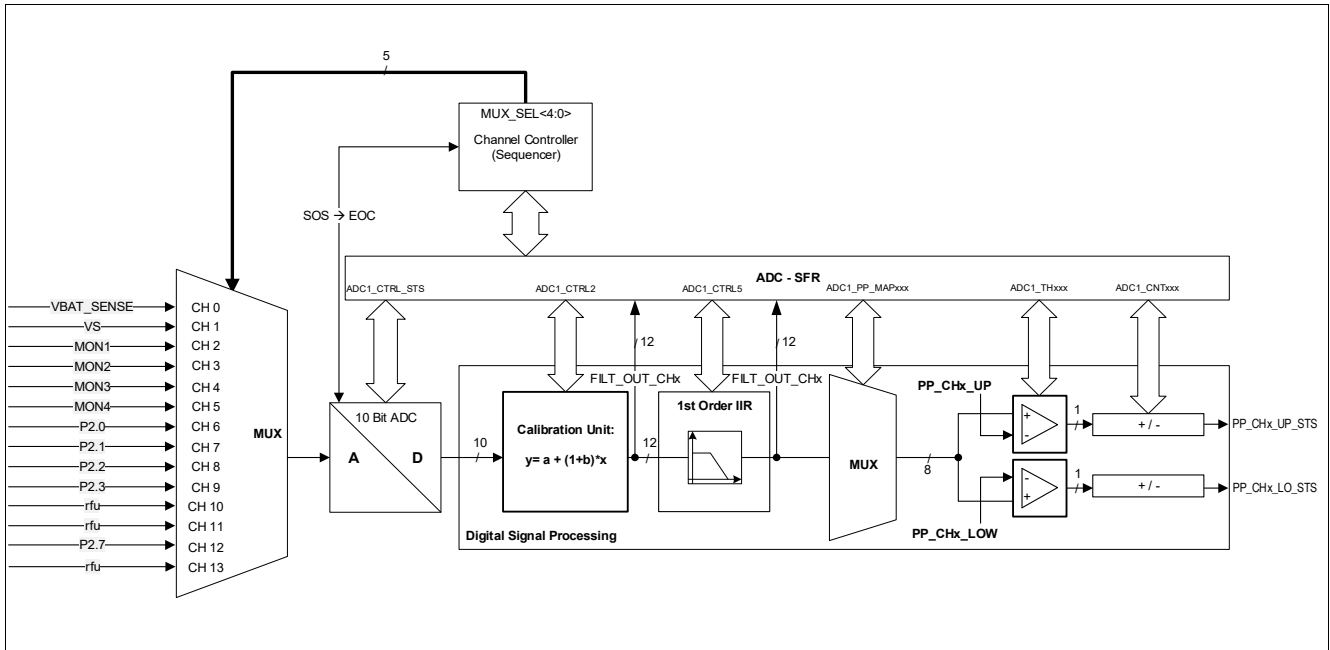 5
MUX_SEL<4:0>
Channel Controller
(Sequencer)
SOS → EOC
ADC - SFR
ADC1_CTRL_STS
ADC1_CTRL2
ADC1_CTRL5
ADC1_PP_MAPxxx
ADC1_THxxx
ADC1_CNTxxx
VBAT_SENSE
CH 0
VS
CH 1
MON1
CH 2
MON2
CH 3
MON3
CH 4
MON4
CH 5
P2.0
CH 6
P2.1
CH 7
P2.2
CH 8
P2.3
CH 9
rfu
CH 10
rfu
CH 11
P2.7
CH 12
rfu
CH 13
MUX
10 Bit ADC
A
D
10
12
12
FILT_OUT_CHx
FILT_OUT_CHx
Calibration Unit:
y= a + (1+b)*x
12
1st Order IIR
MUX
8
PP_CHx_UP
+
-
1
+ / -
PP_CHx_UP_STS
-
+
1
+ / -
PP_CHx_LO_STS
PP_CHx_LOW
Digital Signal Processing